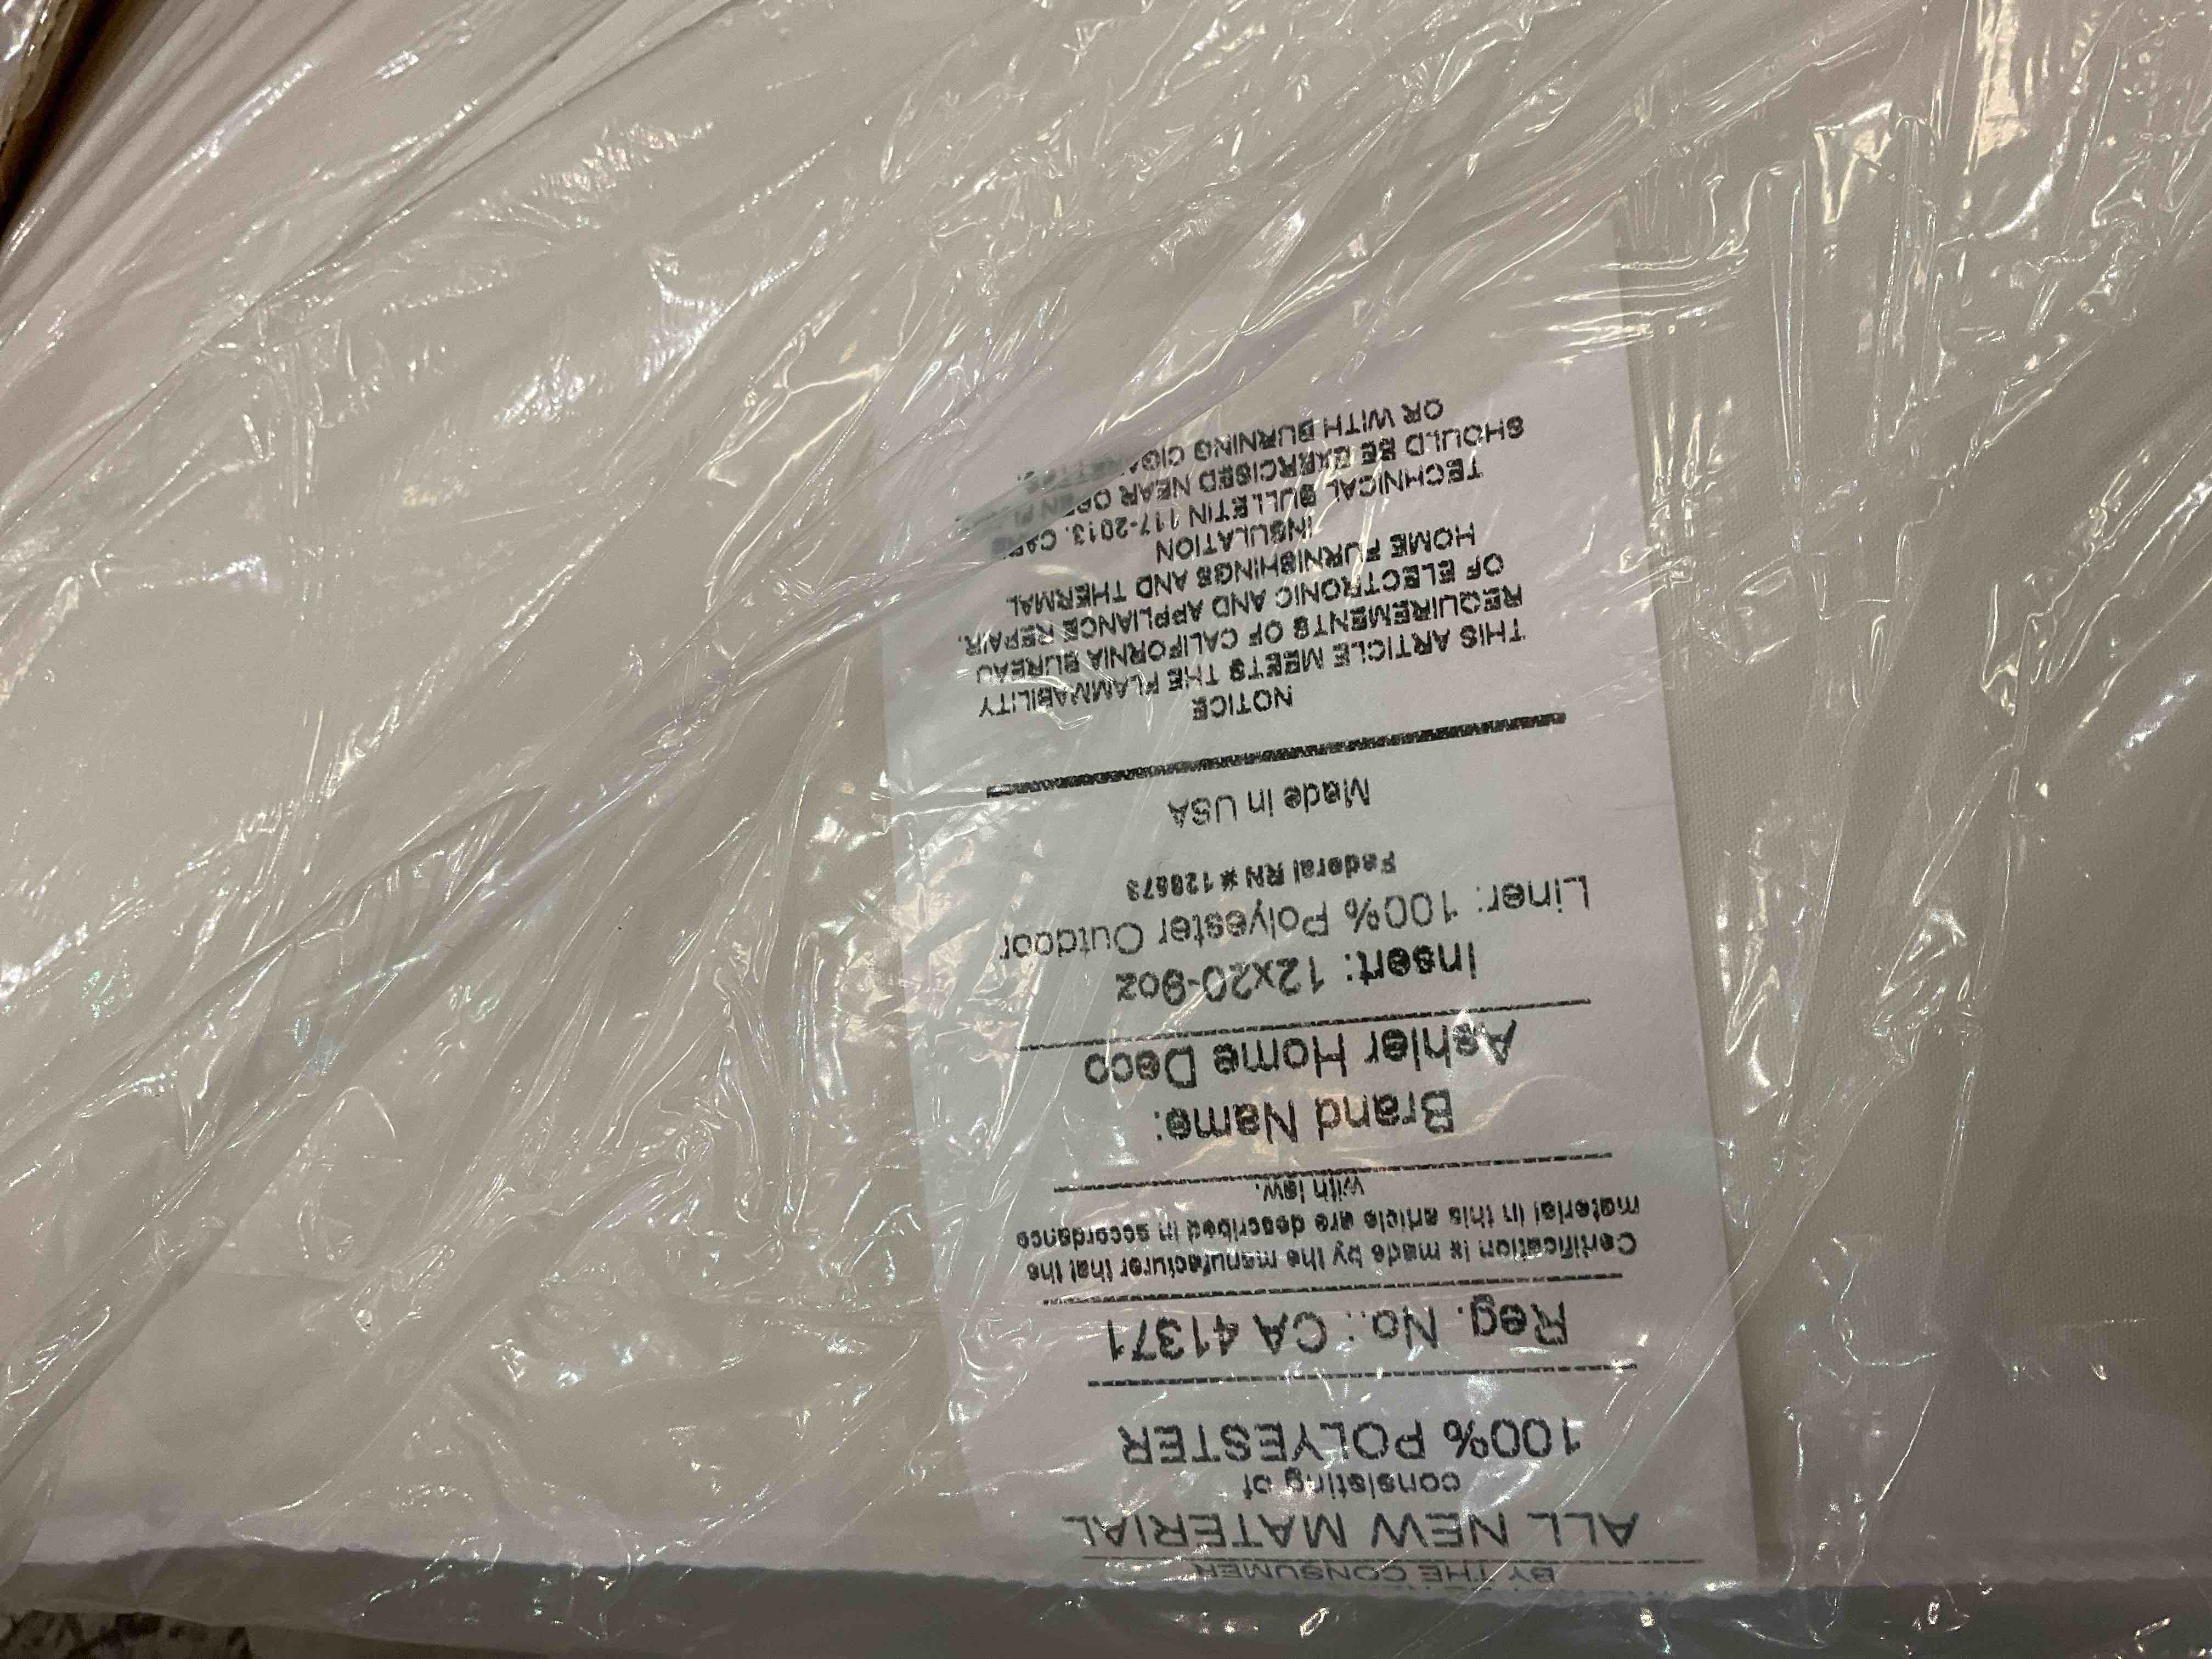 BY THE CONSUMER
ALL NEW MATERIAL
consisting of
100% POLYESTER
Reg. No.: CA 41371
Certification is made by the manufacturer that the
material in this article are described in accordance
with law.
Brand Name:
Ashler Home Deco
Insert: 12x20-9oz
Liner: 100% Polyester Outdoor
Federal RN # 128673
Made in USA
NOTICE
THIS ARTICLE MEETS THE FLAMMABILITY
REQUIREMENTS OF CALIFORNIA BUREAU
OF ELECTRONIC AND APPLIANCE REPAIR,
HOME FURNISHINGS AND THERMAL
INSULATION
TECHNICAL BULLETIN 117-2013. CARE
SHOULD BE EXERCISED NEAR OPEN
OR WITH BURNING